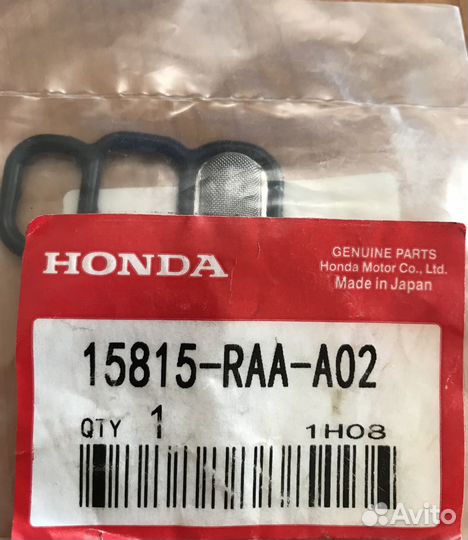 HONDA
GENUINE PARTS
Honda Motor Co., Ltd.
Made in Japan
15815-RAA-A02
QTY 1
1H08
Avito